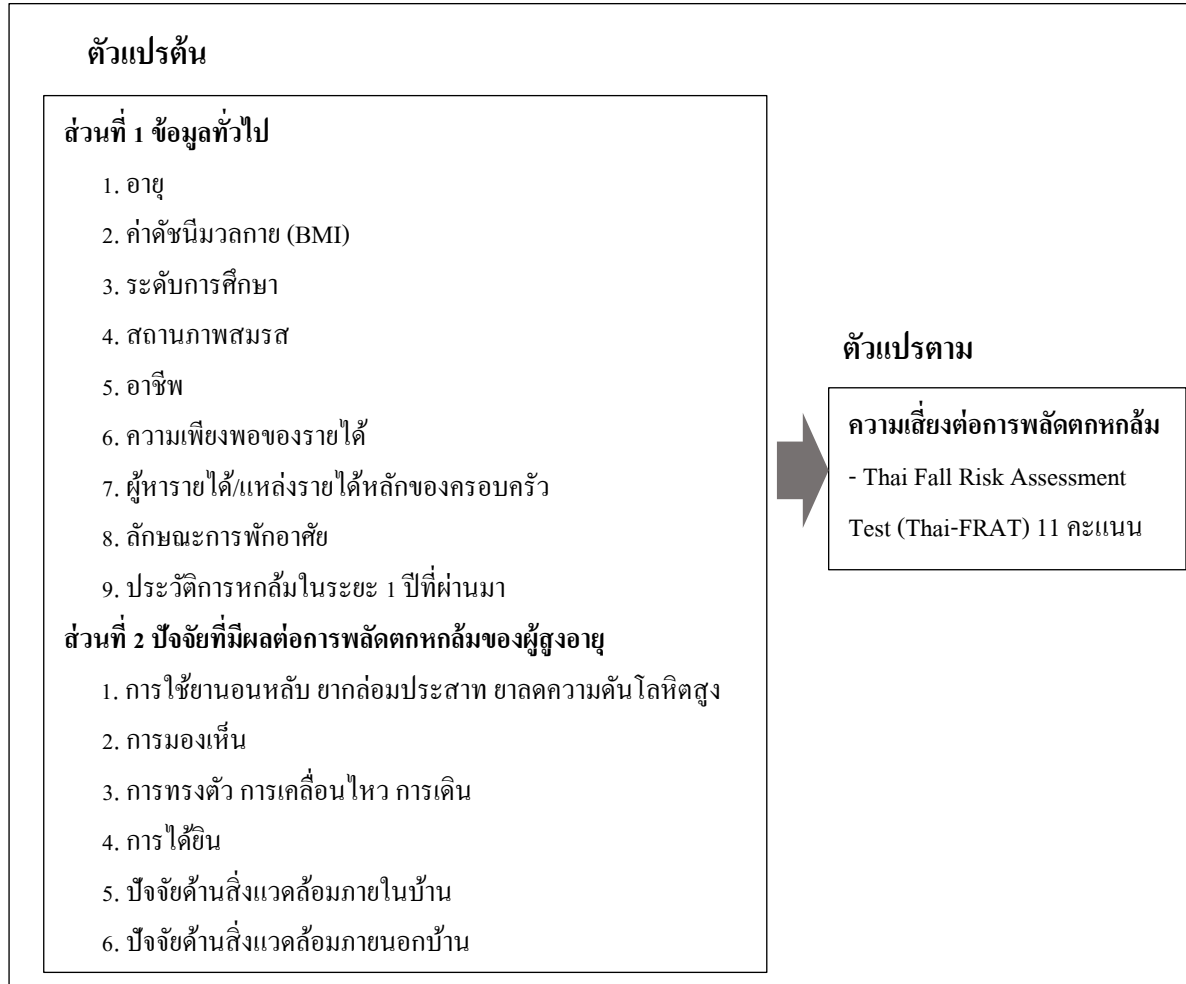 ตัวแปรต้น
ส่วนที่ 1 ข้อมูลทั่วไป
1. อายุ
2. ค่าดัชนีมวลกาย (BMI)
3. ระดับการศึกษา
4. สถานภาพสมรส
5. อาชีพ
6. ความเพียงพอของรายได้
7. ผู้หารายได้/แหล่งรายได้หลักของครอบครัว
8. ลักษณะการพักอาศัย
9. ประวัติการหกล้มในระยะ 1 ปีที่ผ่านมา
ส่วนที่ 2 ปัจจัยที่มีผลต่อการพลัดตกหกล้มของผู้สูงอายุ
1. การใช้ยานอนหลับ ยากล่อมประสาท ยาลดความดันโลหิตสูง
2. การมองเห็น
3. การทรงตัว การเคลื่อนไหว การเดิน
4. การได้ยิน
5. ปัจจัยด้านสิ่งแวดล้อมภายในบ้าน
6. ปัจจัยด้านสิ่งแวดล้อมภายนอกบ้าน
ตัวแปรตาม
ความเสี่ยงต่อการพลัดตกหกล้ม
- Thai Fall Risk Assessment
Test (Thai-FRAT) 11 คะแนน